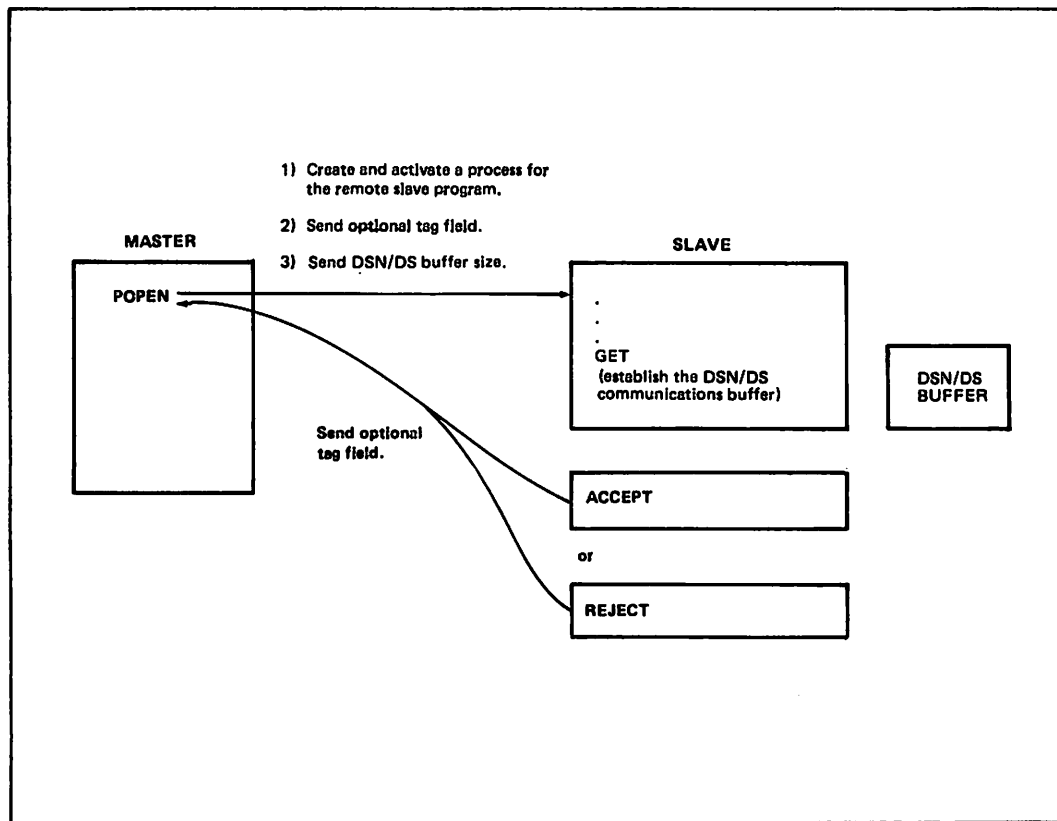 1) Create and activate a process for
the remote slave program.
2) Send optional tag field.
3) Send DSN/DS buffer size.
MASTER
POPEN
SLAVE
.
.
.
GET
(establish the DSN/DS
communications buffer)
DSN/DS
BUFFER
Send optional
tag field.
ACCEPT
or
REJECT